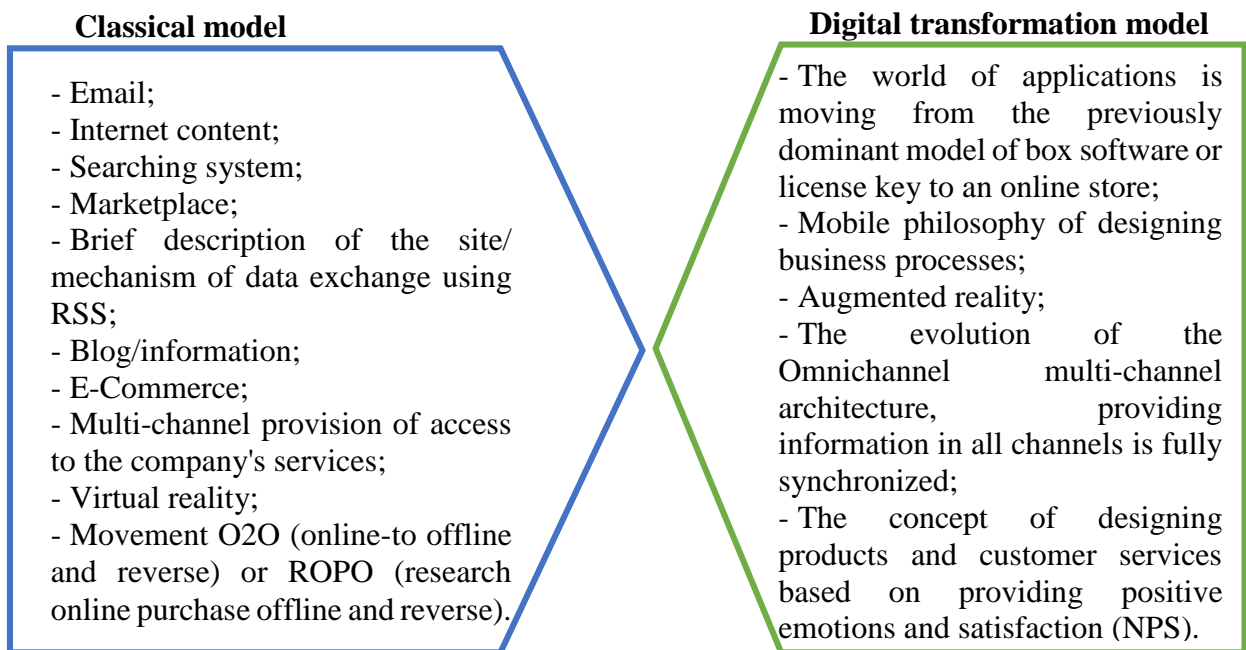 Classical model
- Email;
- Internet content;
- Searching system;
- Marketplace;
- Brief description of the site/
mechanism of data exchange using
RSS;
- Blog/information;
- E-Commerce;
- Multi-channel provision of access
to the company's services;
- Virtual reality;
- Movement O2O (online-to offline
and reverse) or ROPO (research
online purchase offline and reverse).
Digital transformation model
- The world of applications is
moving from the previously
dominant model of box software or
license key to an online store;
- Mobile philosophy of designing
business processes;
- Augmented reality;
- The evolution of the
Omnichannel multi-channel
architecture, providing
information in all channels is fully
synchronized;
- The concept of designing
products and customer services
based on providing positive
emotions and satisfaction (NPS).